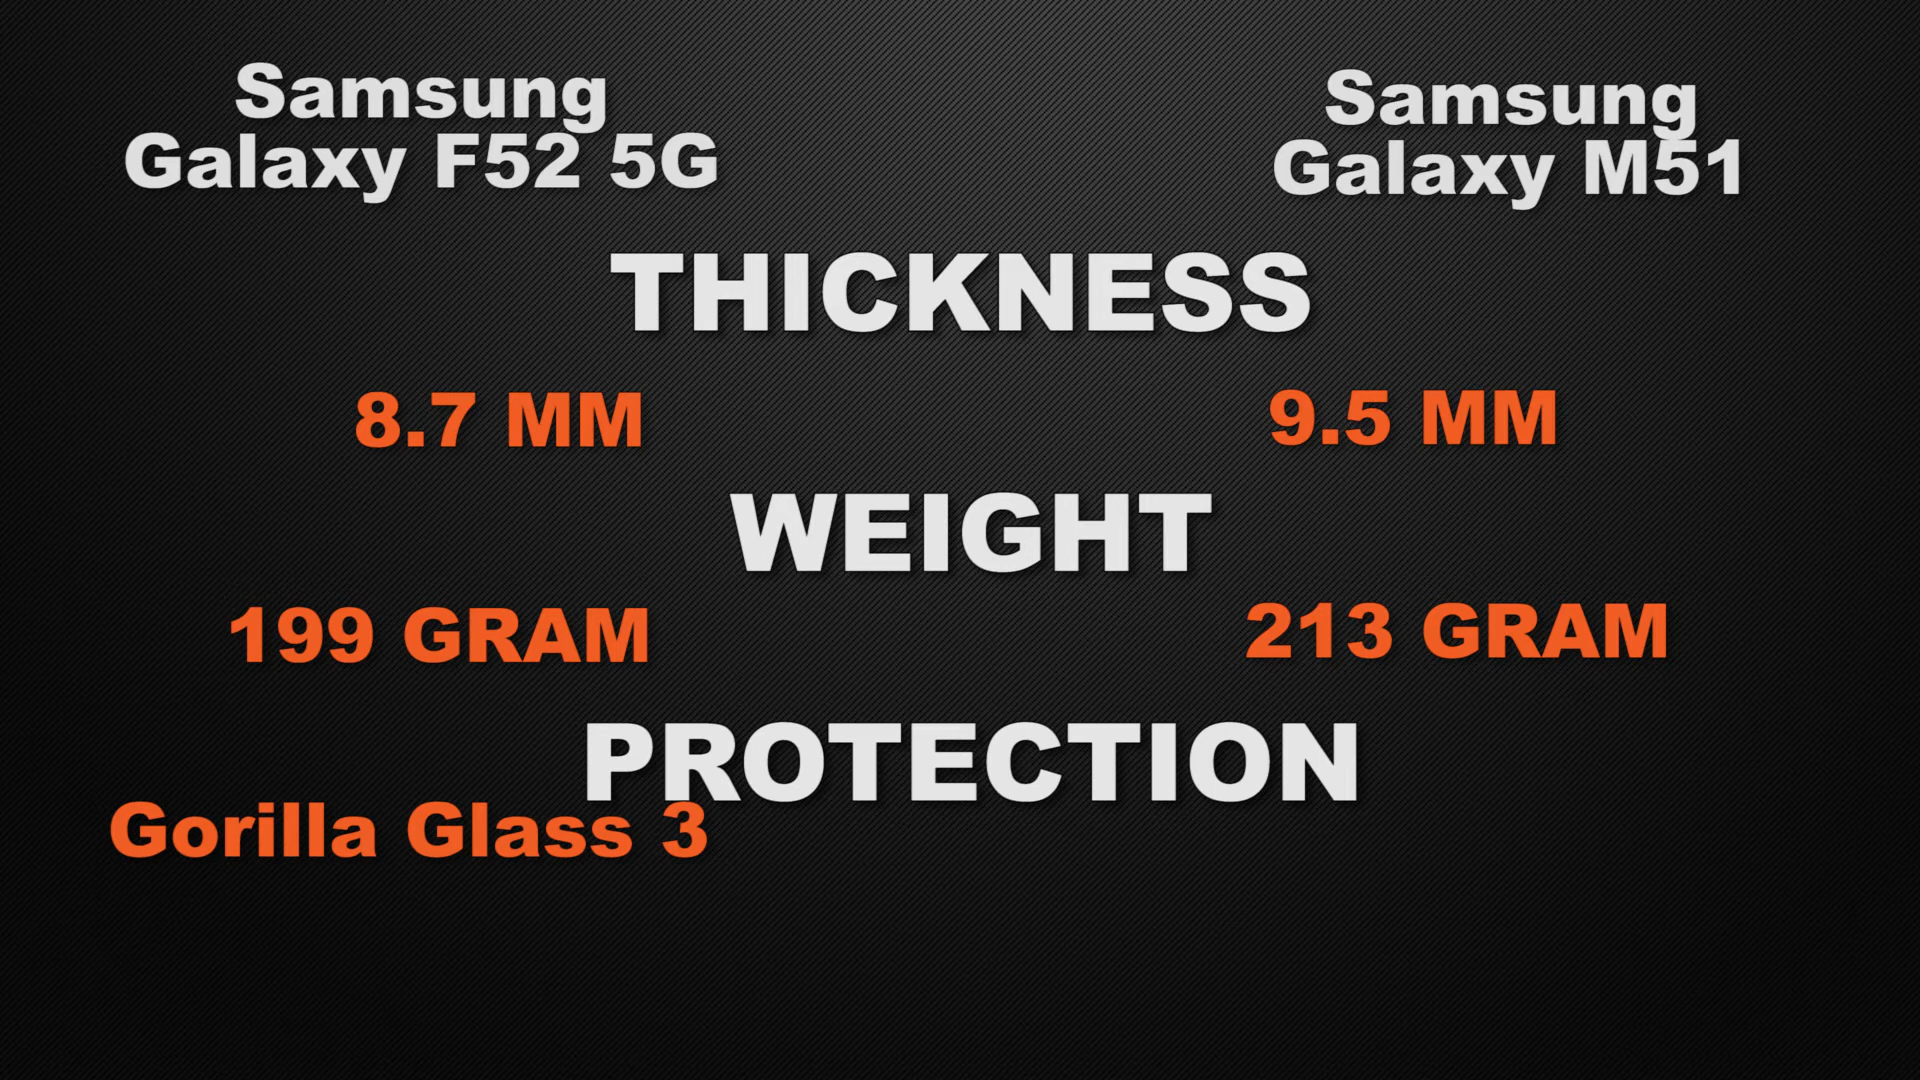 Samsung
Galaxy F52 5G
Samsung
Galaxy M51
THICKNESS
8.7 MM
9.5 MM
WEIGHT
199 GRAM
213 GRAM
PROTECTION
Gorilla Glass 3